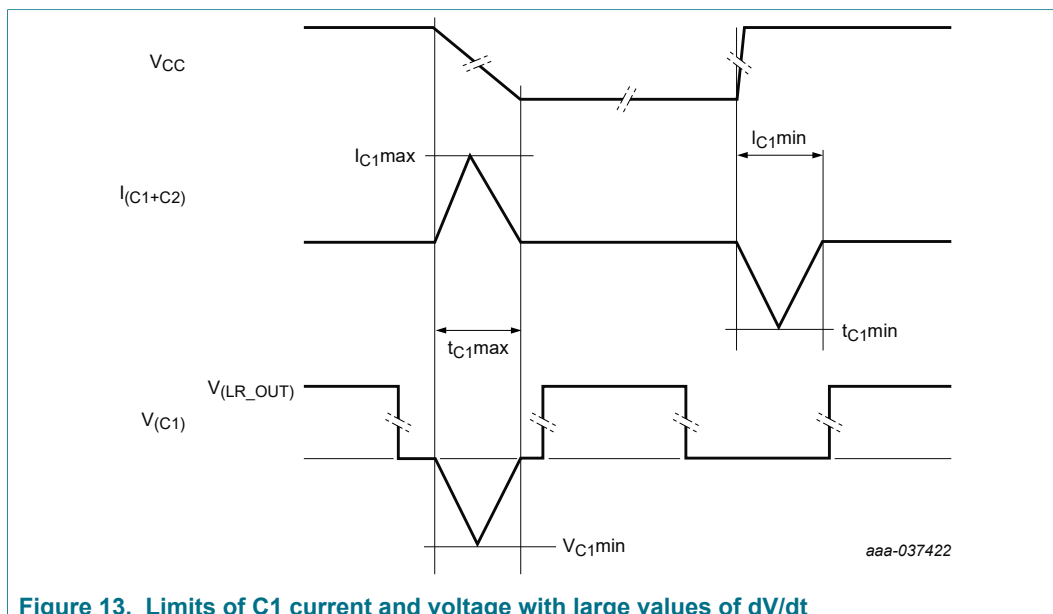 VCC
IC1max
IC1min
I(C1+C2)
tC1min
tC1max
V(LR_OUT)
V(C1)
VC1min
aaa-037422
Figure 13. Limits of C1 current and voltage with large values of dV/dt